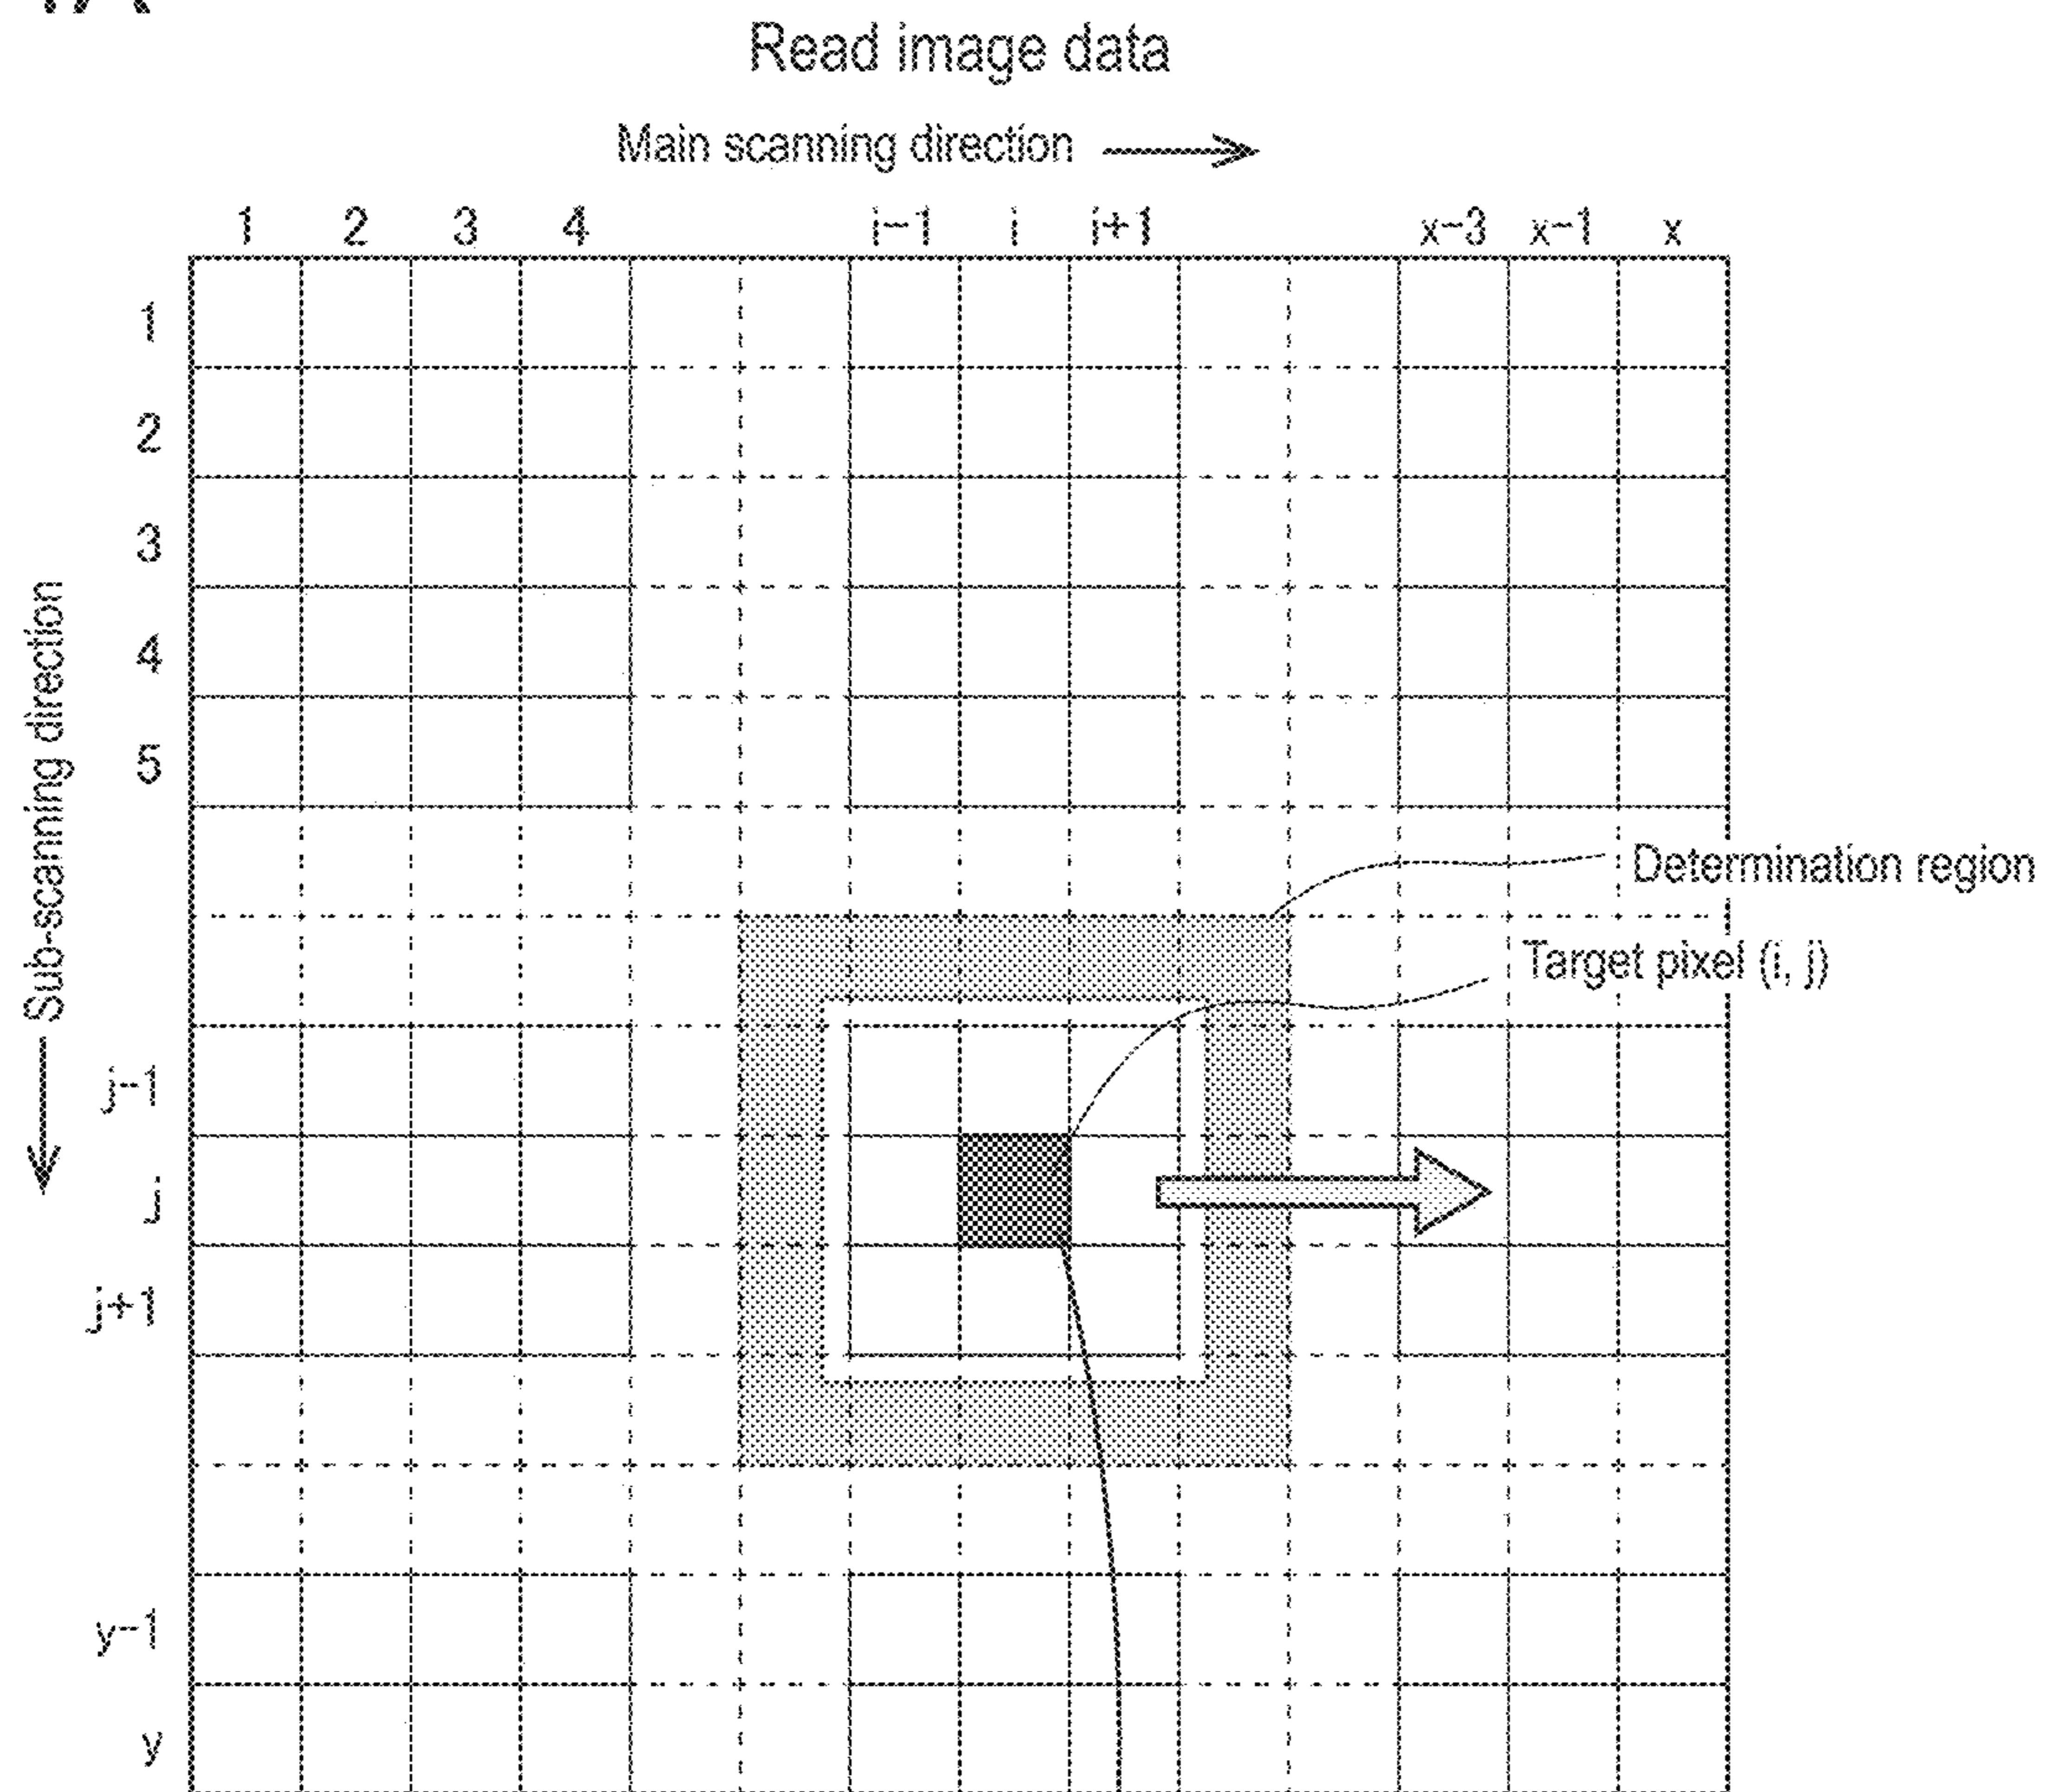 Read image data
Main scanning direction
1 2 3 4 i-1 i i+1 x-3 x-1 x
1
2
3
4
5
Sub-scanning direction
Determination region
Target pixel (i, j)
j-1
j
j+1
y-1
y